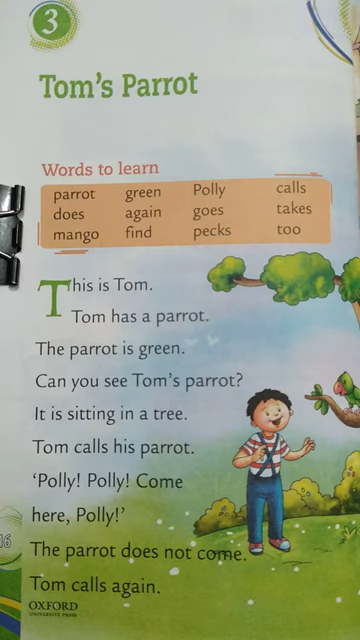 3
Tom's Parrot
Words to learn
parrot green Polly calls
does again goes takes
mango find pecks too
This is Tom.
Tom has a parrot.
The parrot is green.
Can you see Tom's parrot?
It is sitting in a tree.
Tom calls his parrot.
'Polly! Polly! Come
here, Polly!'
16
The parrot does not come.
Tom calls again.
OXFORD
UNIVERSITY PRESS